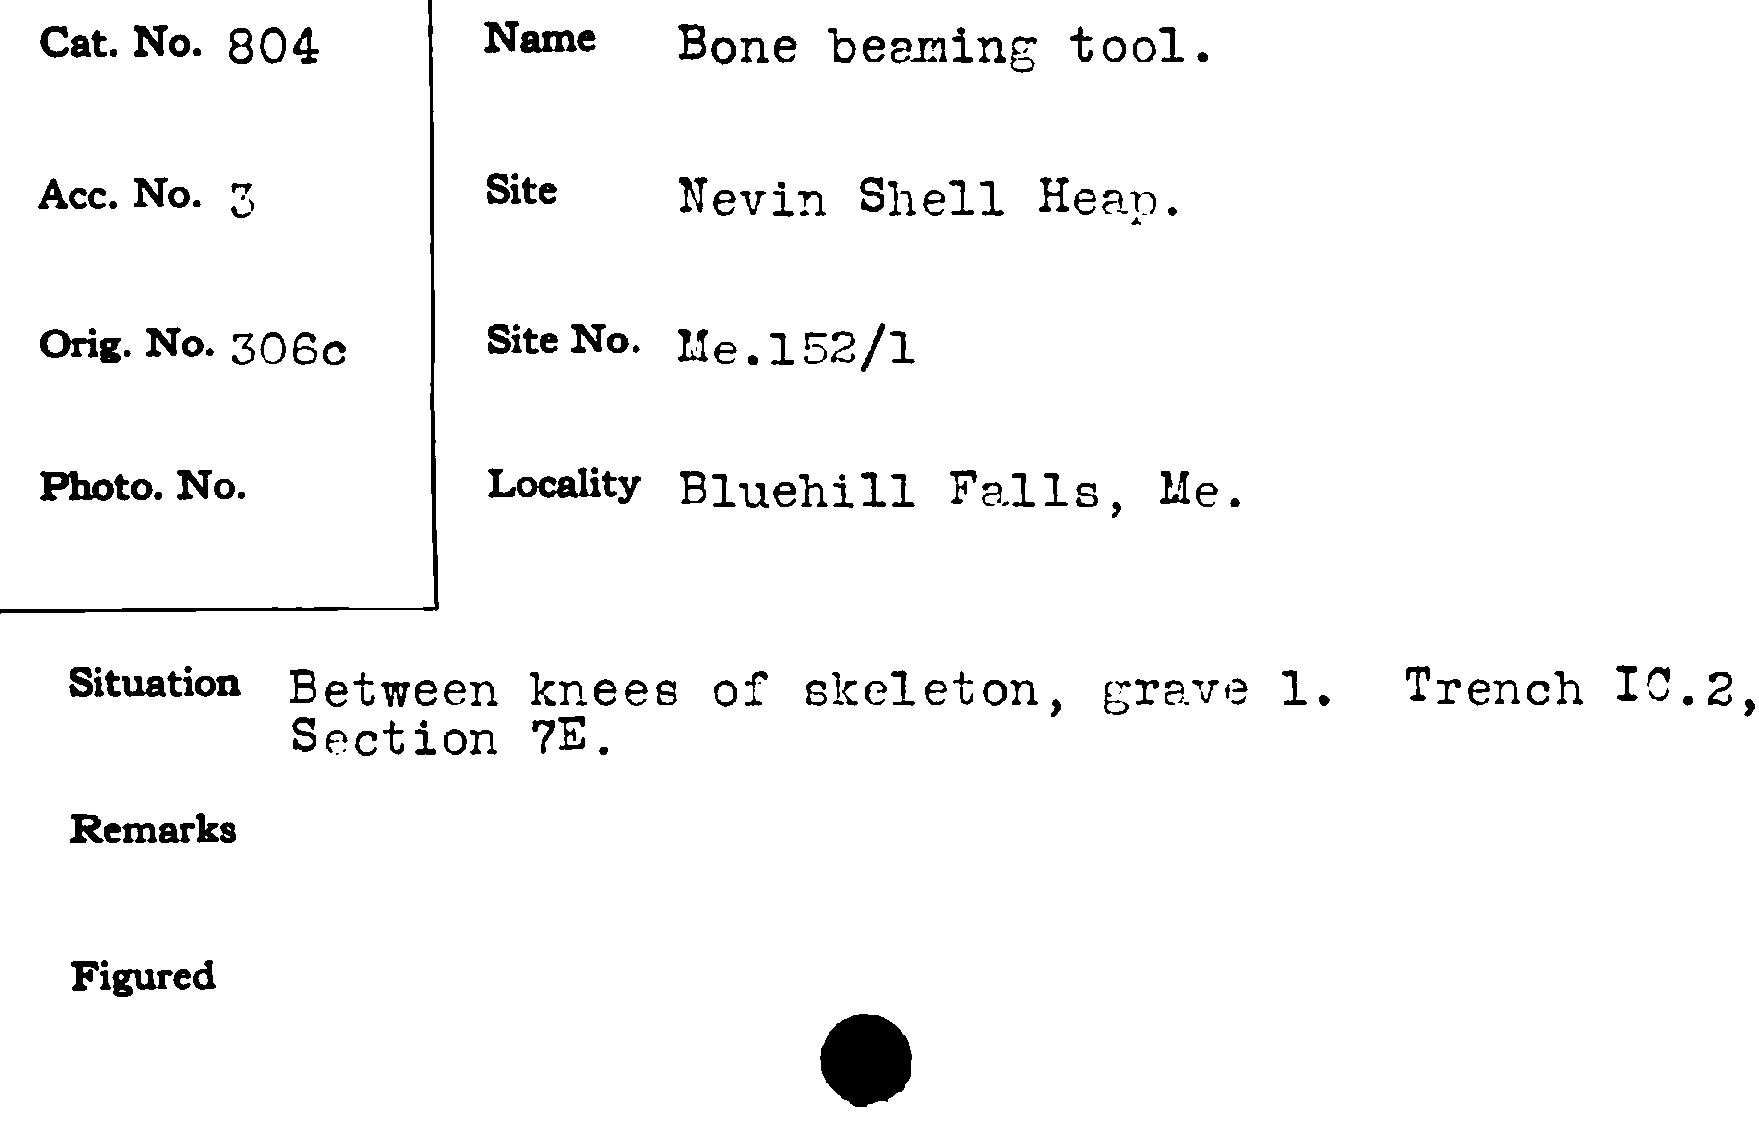 Cat. No. 804
Name Bone beaming tool.
Acc. No. 3
Site Nevin Shell Heap.
Orig. No. 306c
Site No. Me.152/1
Photo. No.
Locality Bluehill Falls, Me.
Situation Between knees of skeleton, grave 1. Trench IC.2,
Section 7E.
Remarks
Figured